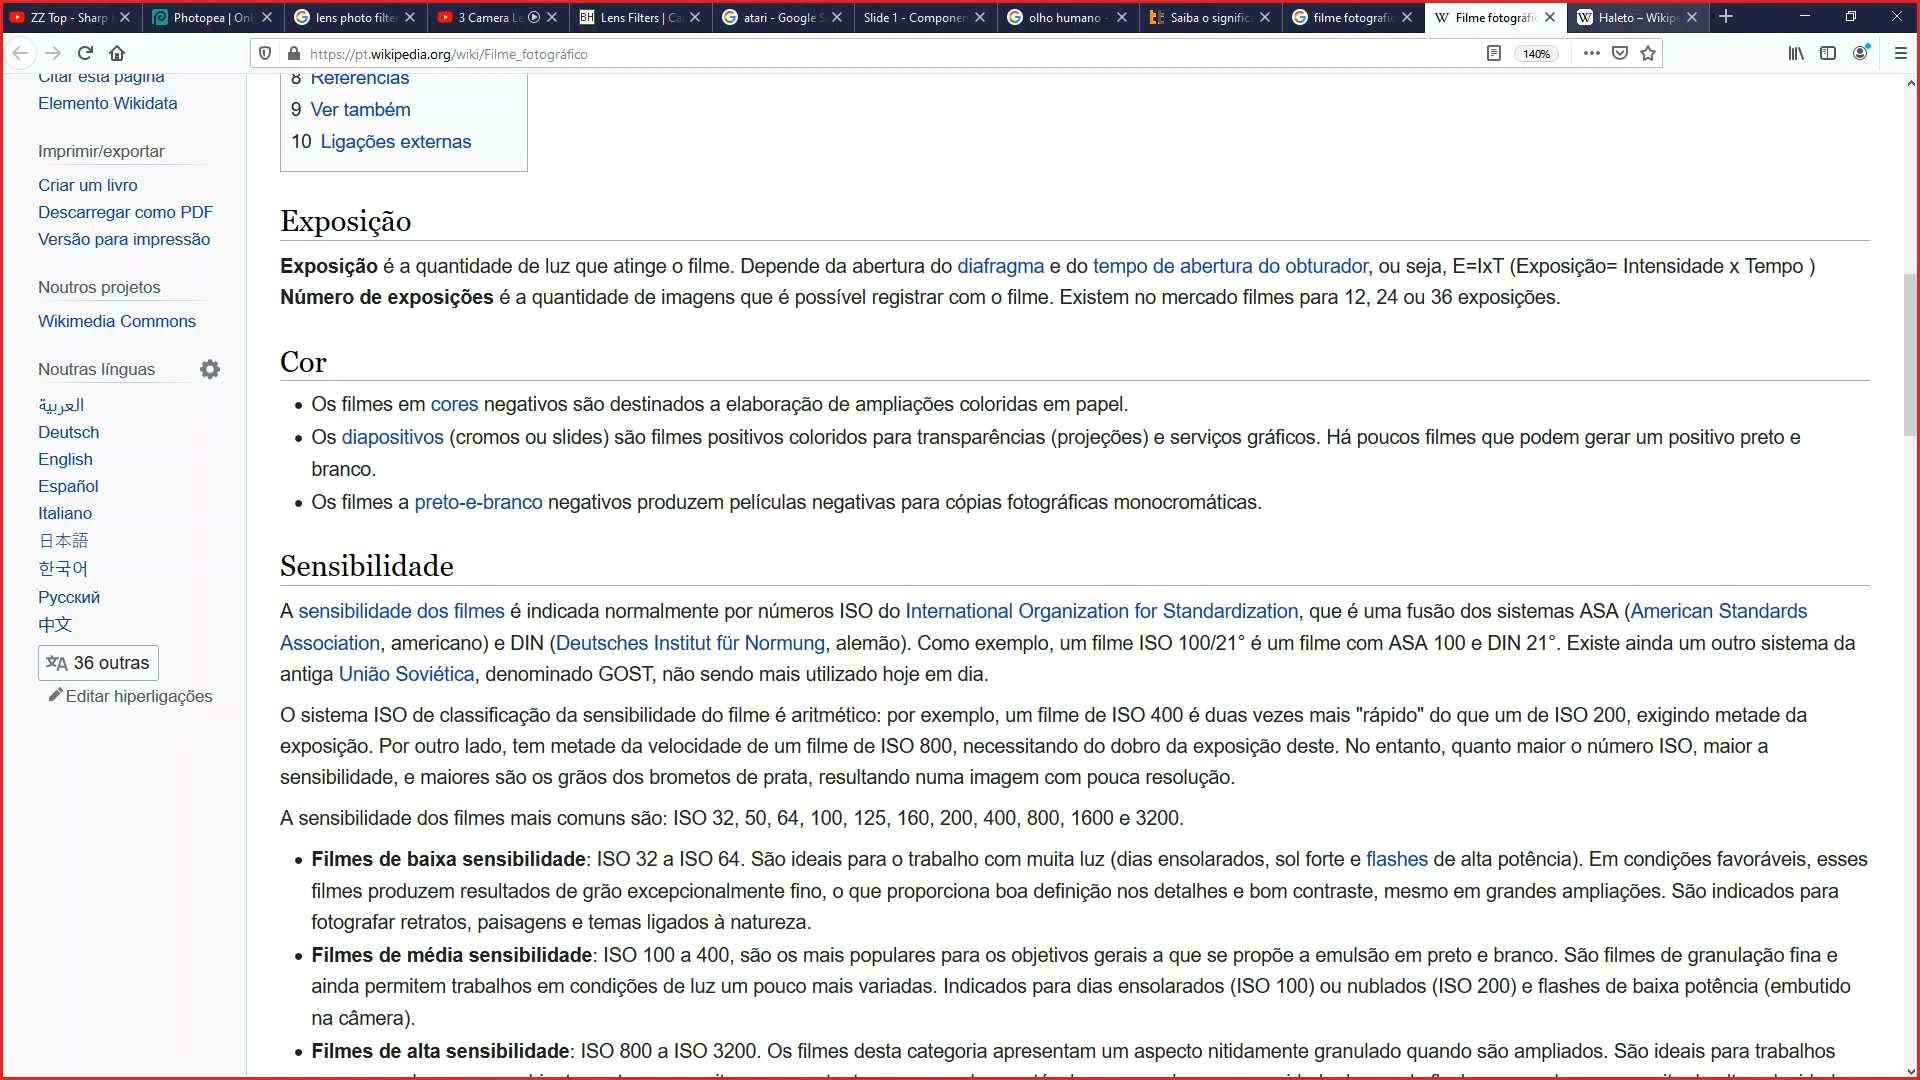 ZZ Top - Sharp
Photopea | Onl
lens photo filte
3 Camera Le
BH Lens Filters | Ca
atari - Google S
Slide 1 - Componen
olho humano -
Saiba o signific
filme fotografic
W Filme fotográfi
W Haleto – Wikip
https://pt.wikipedia.org/wiki/Filme_fotográfico
140%
Citar esta página
Elemento Wikidata
Imprimir/exportar
Criar um livro
Descarregar como PDF
Versão para impressão
Noutros projetos
Wikimedia Commons
Noutras línguas
العربية
Deutsch
English
Español
Italiano
日本語
한국어
Русский
中文
36 outras
Editar hiperligações
8 Referências
9 Ver também
10 Ligações externas
Exposição
Exposição é a quantidade de luz que atinge o filme. Depende da abertura do diafragma e do tempo de abertura do obturador, ou seja, E=IxT (Exposição= Intensidade x Tempo )
Número de exposições é a quantidade de imagens que é possível registrar com o filme. Existem no mercado filmes para 12, 24 ou 36 exposições.
Cor
• Os filmes em cores negativos são destinados a elaboração de ampliações coloridas em papel.
• Os diapositivos (cromos ou slides) são filmes positivos coloridos para transparências (projeções) e serviços gráficos. Há poucos filmes que podem gerar um positivo preto e
branco.
• Os filmes a preto-e-branco negativos produzem películas negativas para cópias fotográficas monocromáticas.
Sensibilidade
A sensibilidade dos filmes é indicada normalmente por números ISO do International Organization for Standardization, que é uma fusão dos sistemas ASA (American Standards
Association, americano) e DIN (Deutsches Institut für Normung, alemão). Como exemplo, um filme ISO 100/21° é um filme com ASA 100 e DIN 21°. Existe ainda um outro sistema da
antiga União Soviética, denominado GOST, não sendo mais utilizado hoje em dia.
O sistema ISO de classificação da sensibilidade do filme é aritmético: por exemplo, um filme de ISO 400 é duas vezes mais "rápido" do que um de ISO 200, exigindo metade da
exposição. Por outro lado, tem metade da velocidade de um filme de ISO 800, necessitando do dobro da exposição deste. No entanto, quanto maior o número ISO, maior a
sensibilidade, e maiores são os grãos dos brometos de prata, resultando numa imagem com pouca resolução.
A sensibilidade dos filmes mais comuns são: ISO 32, 50, 64, 100, 125, 160, 200, 400, 800, 1600 e 3200.
• Filmes de baixa sensibilidade: ISO 32 a ISO 64. São ideais para o trabalho com muita luz (dias ensolarados, sol forte e flashes de alta potência). Em condições favoráveis, esses
filmes produzem resultados de grão excepcionalmente fino, o que proporciona boa definição nos detalhes e bom contraste, mesmo em grandes ampliações. São indicados para
fotografar retratos, paisagens e temas ligados à natureza.
• Filmes de média sensibilidade: ISO 100 a 400, são os mais populares para os objetivos gerais a que se propõe a emulsão em preto e branco. São filmes de granulação fina e
ainda permitem trabalhos em condições de luz um pouco mais variadas. Indicados para dias ensolarados (ISO 100) ou nublados (ISO 200) e flashes de baixa potência (embutido
na câmera).
• Filmes de alta sensibilidade: ISO 800 a ISO 3200. Os filmes desta categoria apresentam um aspecto nitidamente granulado quando são ampliados. São ideais para trabalhos